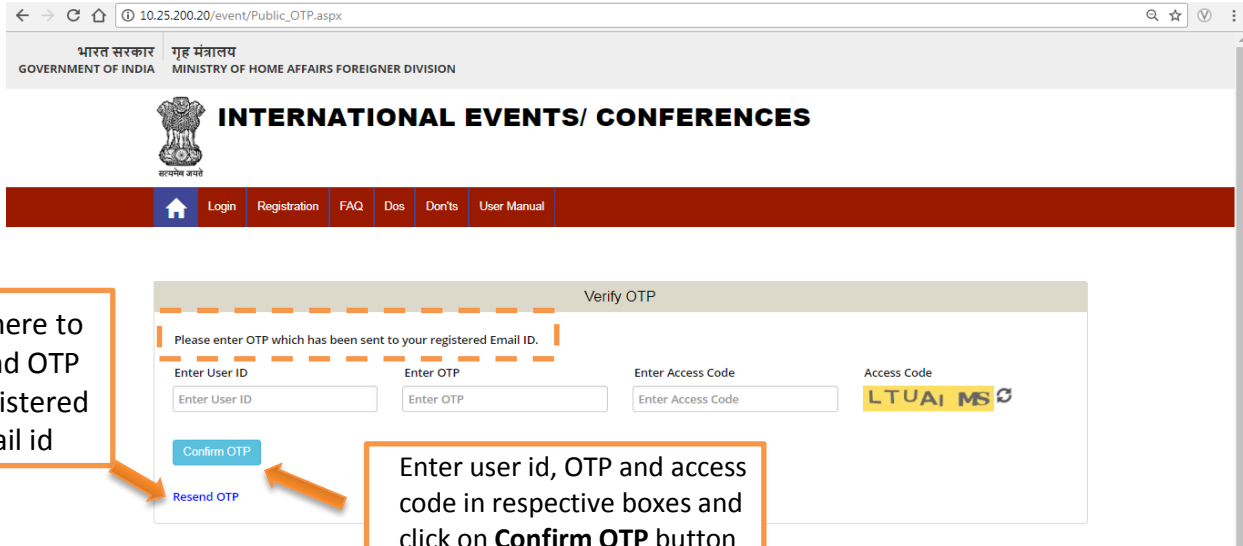 10.25.200.20/event/Public_OTP.aspx
भारत सरकार गृह मंत्रालय
GOVERNMENT OF INDIA MINISTRY OF HOME AFFAIRS FOREIGNER DIVISION
INTERNATIONAL EVENTS/ CONFERENCES
सत्यमेव जयते
Login Registration FAQ Dos Don'ts User Manual
Verify OTP
Please enter OTP which has been sent to your registered Email ID.
Enter User ID Enter OTP Enter Access Code Access Code
Enter User ID Enter OTP Enter Access Code LTUAI MS
Confirm OTP
Resend OTP
here to
nd OTP
istered
ail id
Enter user id, OTP and access
code in respective boxes and
click on Confirm OTP button